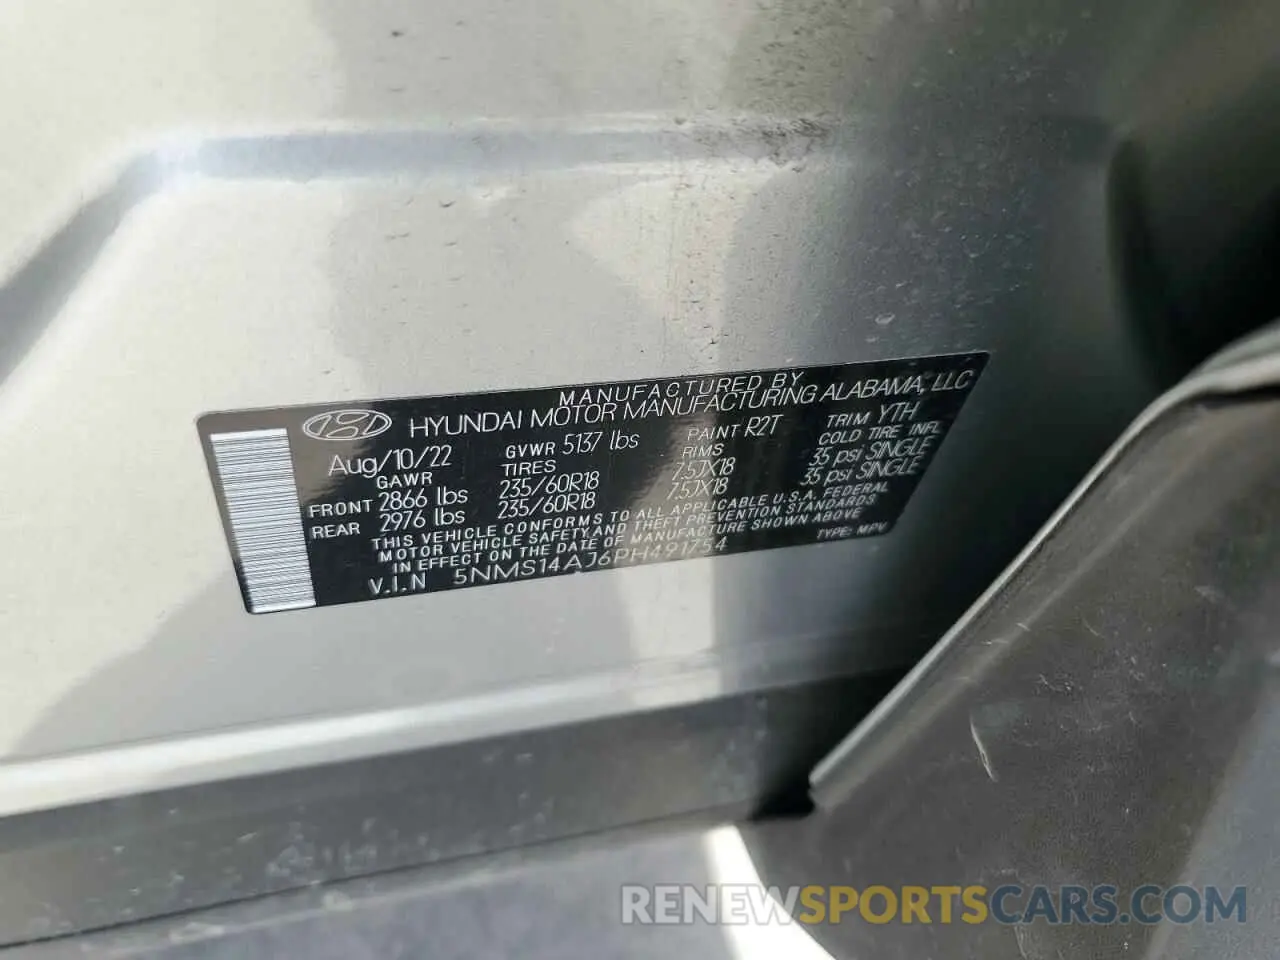 MANUFACTURED BY
HYUNDAI MOTOR MANUFACTURING ALABAMA, LLC
Aug/10/22 GVWR 5137 lbs PAINT R2T TRIM YTH
GAWR TIRES RIMS COLD TIRE INFL
FRONT 2866 lbs 235/60R18 7.5JX18 35 psi SINGLE
REAR 2976 lbs 235/60R18 7.5JX18 35 psi SINGLE
THIS VEHICLE CONFORMS TO ALL APPLICABLE U.S.A. FEDERAL
MOTOR VEHICLE SAFETY AND THEFT PREVENTION STANDARDS
IN EFFECT ON THE DATE OF MANUFACTURE SHOWN ABOVE
V.I.N 5NMS14AJ6PH491754 TYPE: MPV
RENEWSPORTSCARS.COM